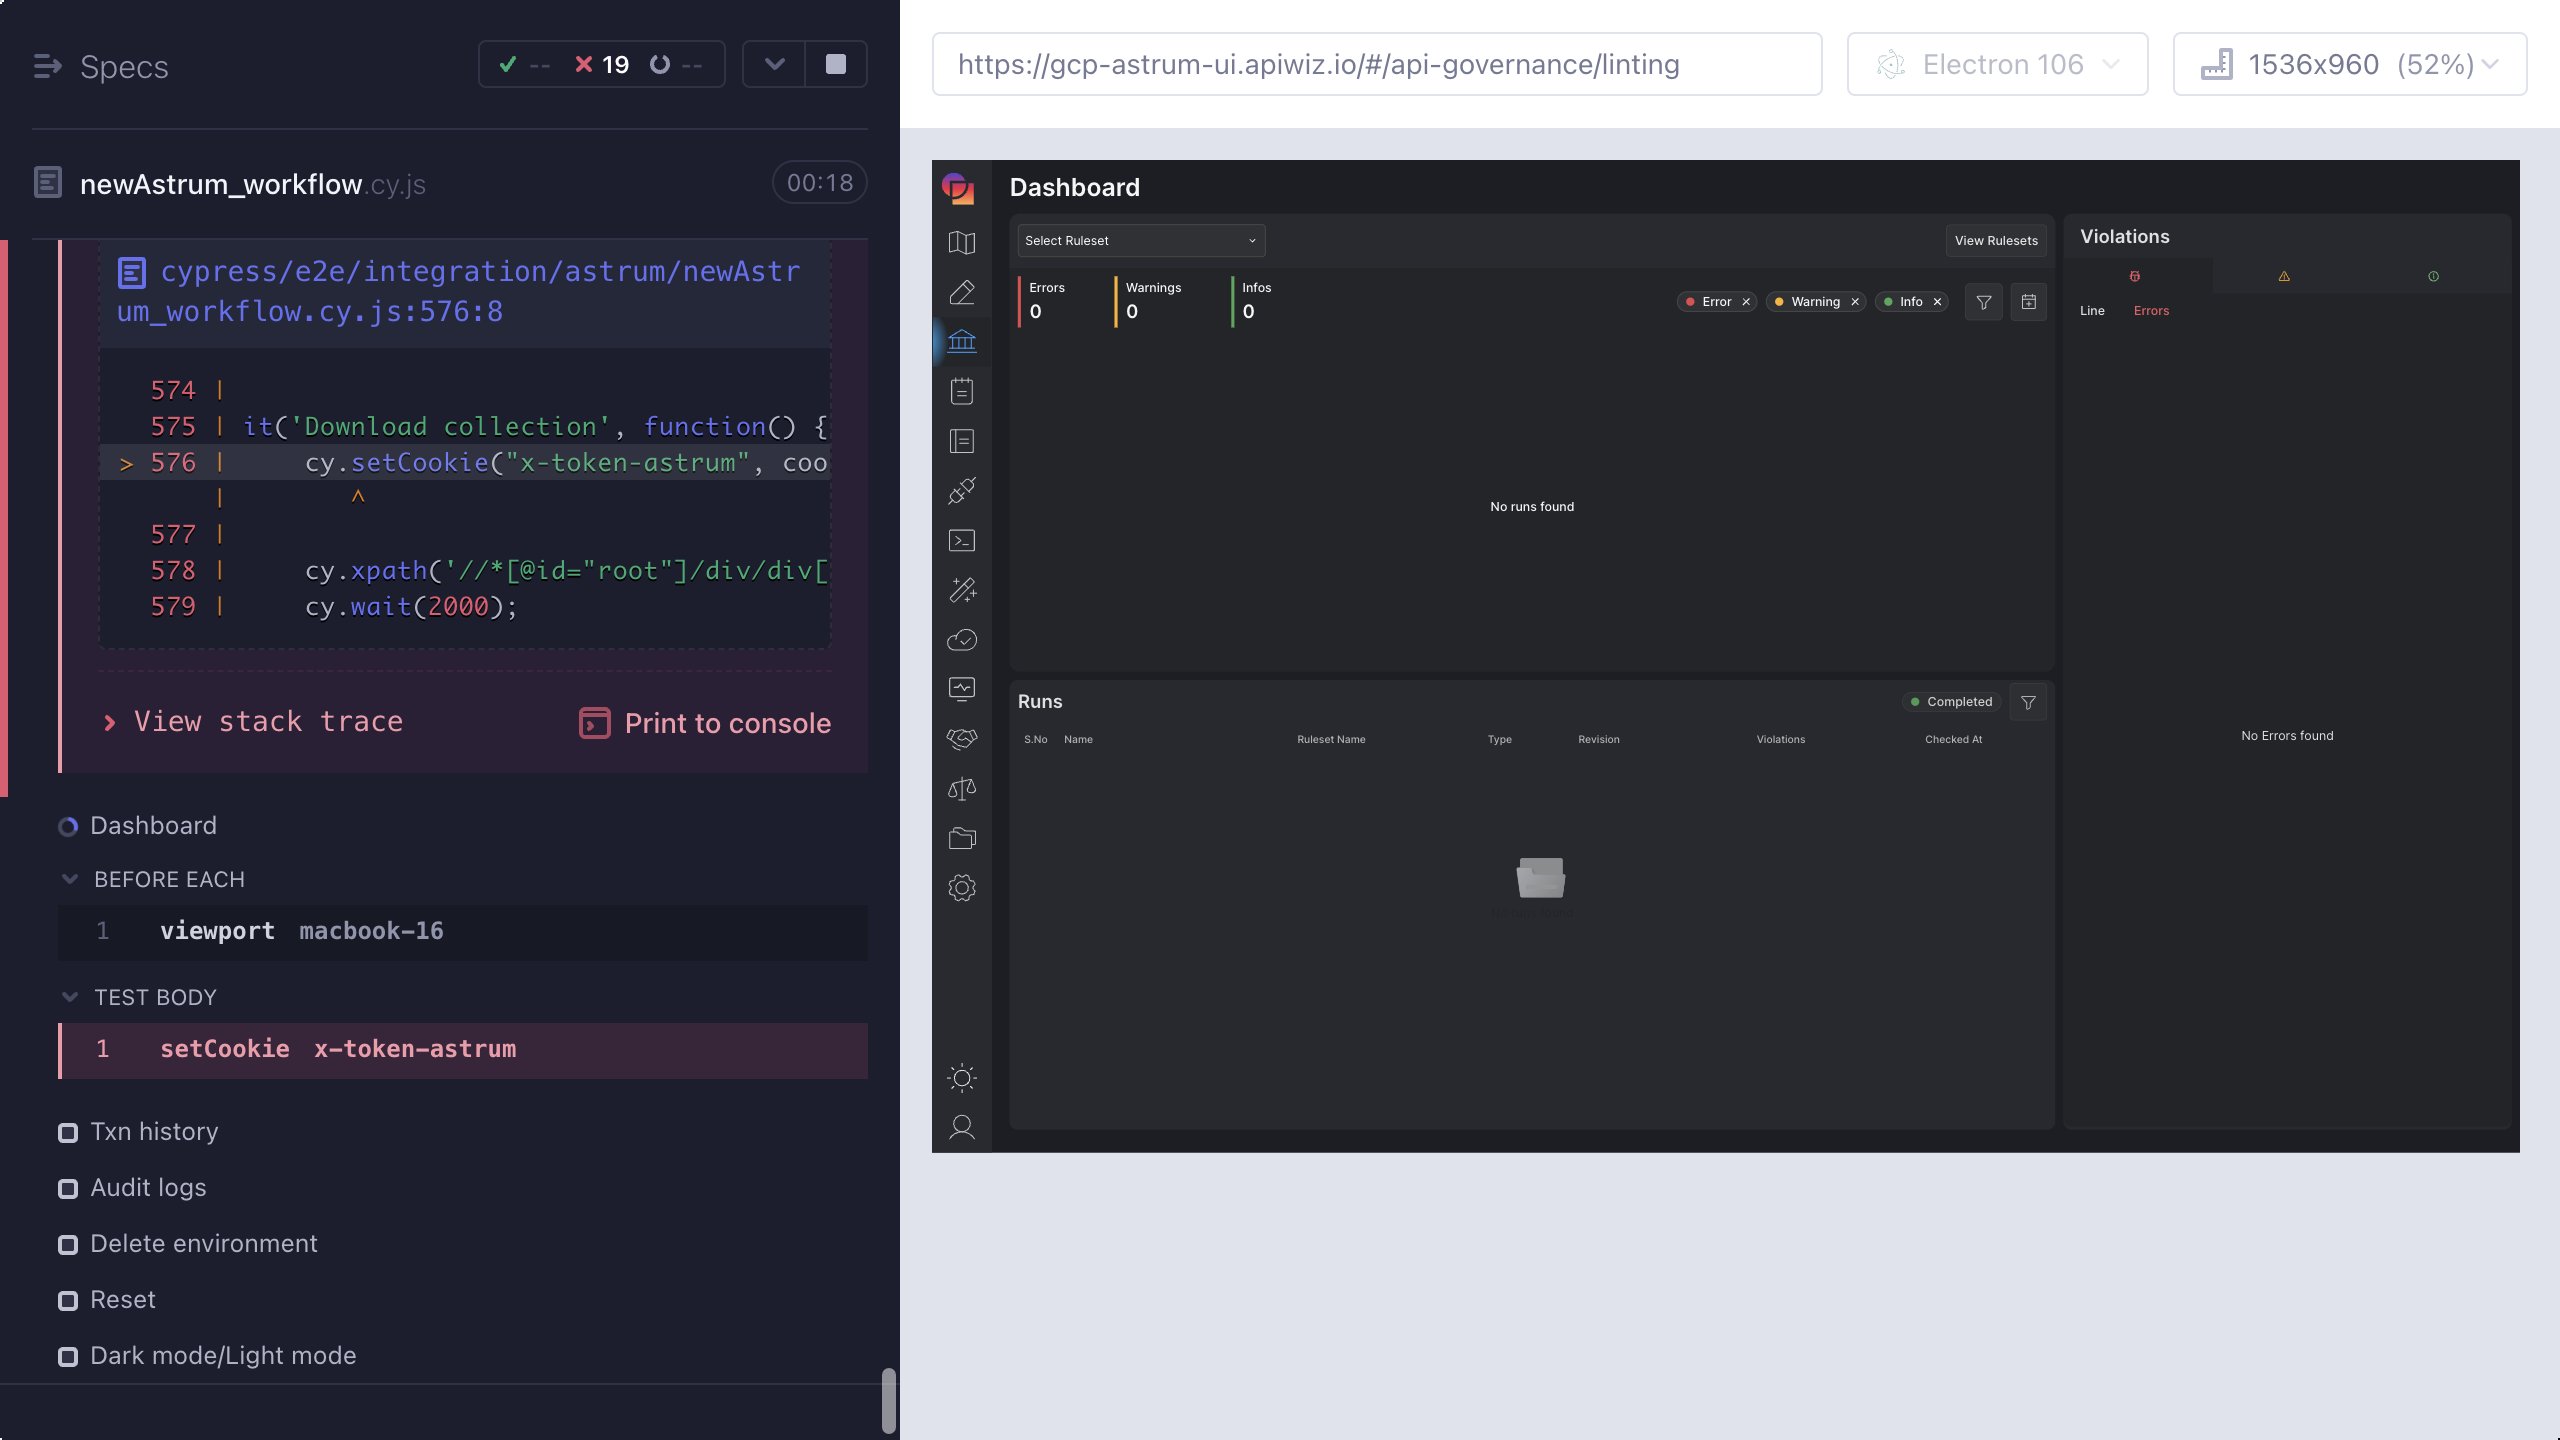 Specs
-- 19 --
newAstrum_workflow.cy.js
00:18
cypress/e2e/integration/astrum/newAstr
um_workflow.cy.js:576:8
574 |
575 | it('Download collection', function() {
> 576 | cy.setCookie("x-token-astrum", coo
| ^
577 |
578 | cy.xpath('//*[@id="root"]/div/div[
579 | cy.wait(2000);
View stack trace
Print to console
Dashboard
BEFORE EACH
1 viewport macbook-16
TEST BODY
1 setCookie x-token-astrum
Txn history
Audit logs
Delete environment
Reset
Dark mode/Light mode
https://gcp-astrum-ui.apiwiz.io/#/api-governance/linting
Electron 106
1536x960 (52%)
Dashboard
Select Ruleset
View Rulesets
Errors Warnings Infos
0 0 0
Error Warning Info
No runs found
Violations
Line Errors
No Errors found
Runs
Completed
S.No Name Ruleset Name Type Revision Violations Checked At